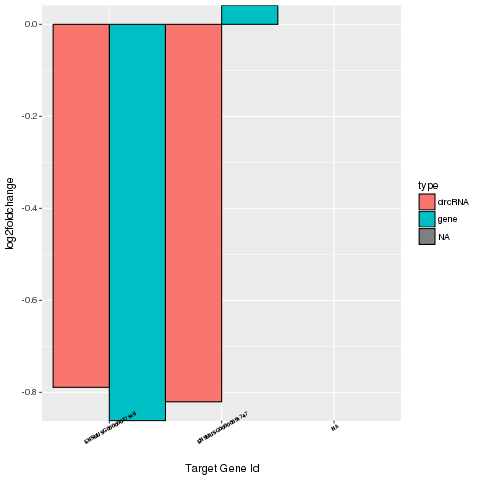 0.0
-0.2
-0.4
-0.6
-0.8
log2foldchange
NA
Target Gene Id
type
circRNA
gene
NA